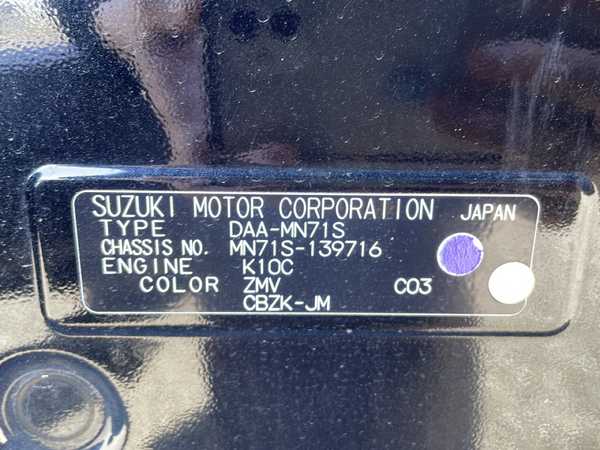 SUZUKI MOTOR CORPORATION JAPAN
TYPE DAA-MN71S
CHASSIS NO. MN71S-139716
ENGINE K10C
COLOR ZMV C03
CBZK-JM